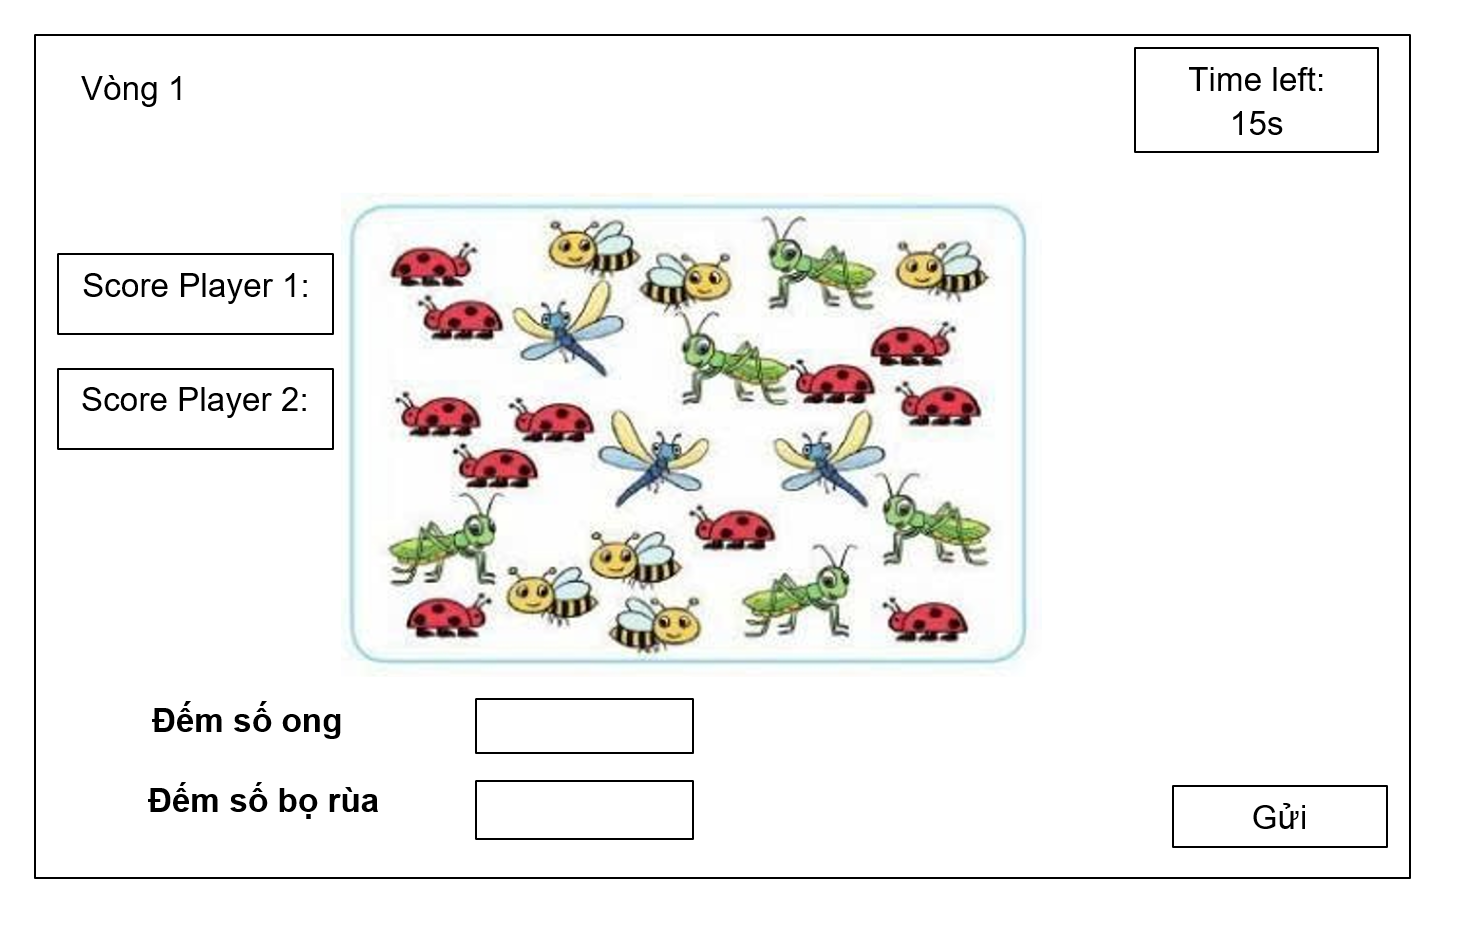 Vòng 1
Time left:
15s
Score Player 1:
Score Player 2:
Đếm số ong
Đếm số bọ rùa
Gửi